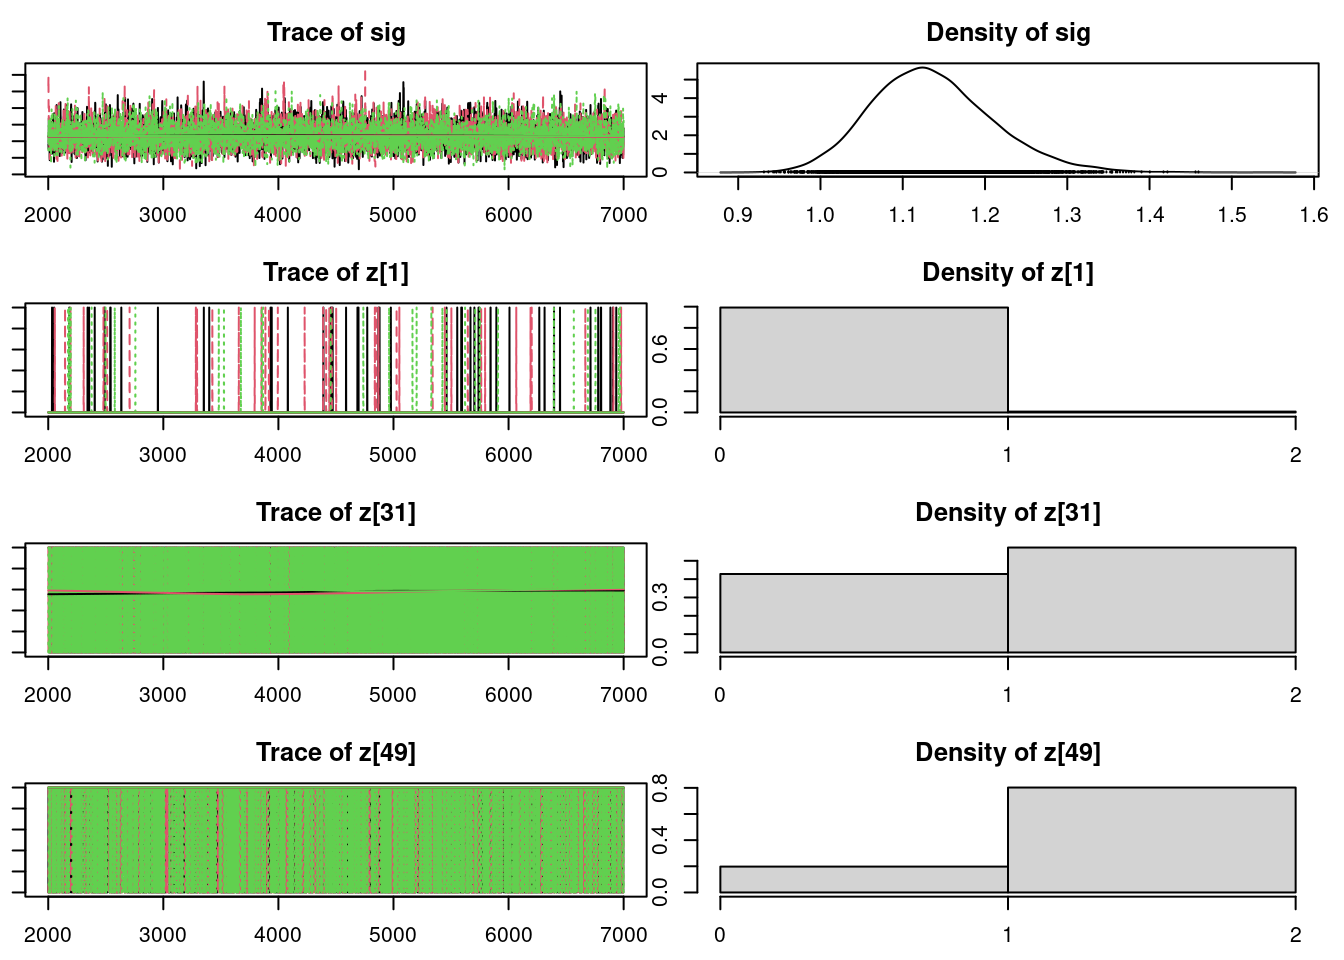 Trace of sig
2000 3000 4000 5000 6000 7000
Density of sig
0 2 4
0.9 1.0 1.1 1.2 1.3 1.4 1.5 1.6
Trace of z[1]
2000 3000 4000 5000 6000 7000
Density of z[1]
0.0 0.6
0 1 2
Trace of z[31]
2000 3000 4000 5000 6000 7000
Density of z[31]
0.0 0.3
0 1 2
Trace of z[49]
2000 3000 4000 5000 6000 7000
Density of z[49]
0.0 0.4 0.8
0 1 2